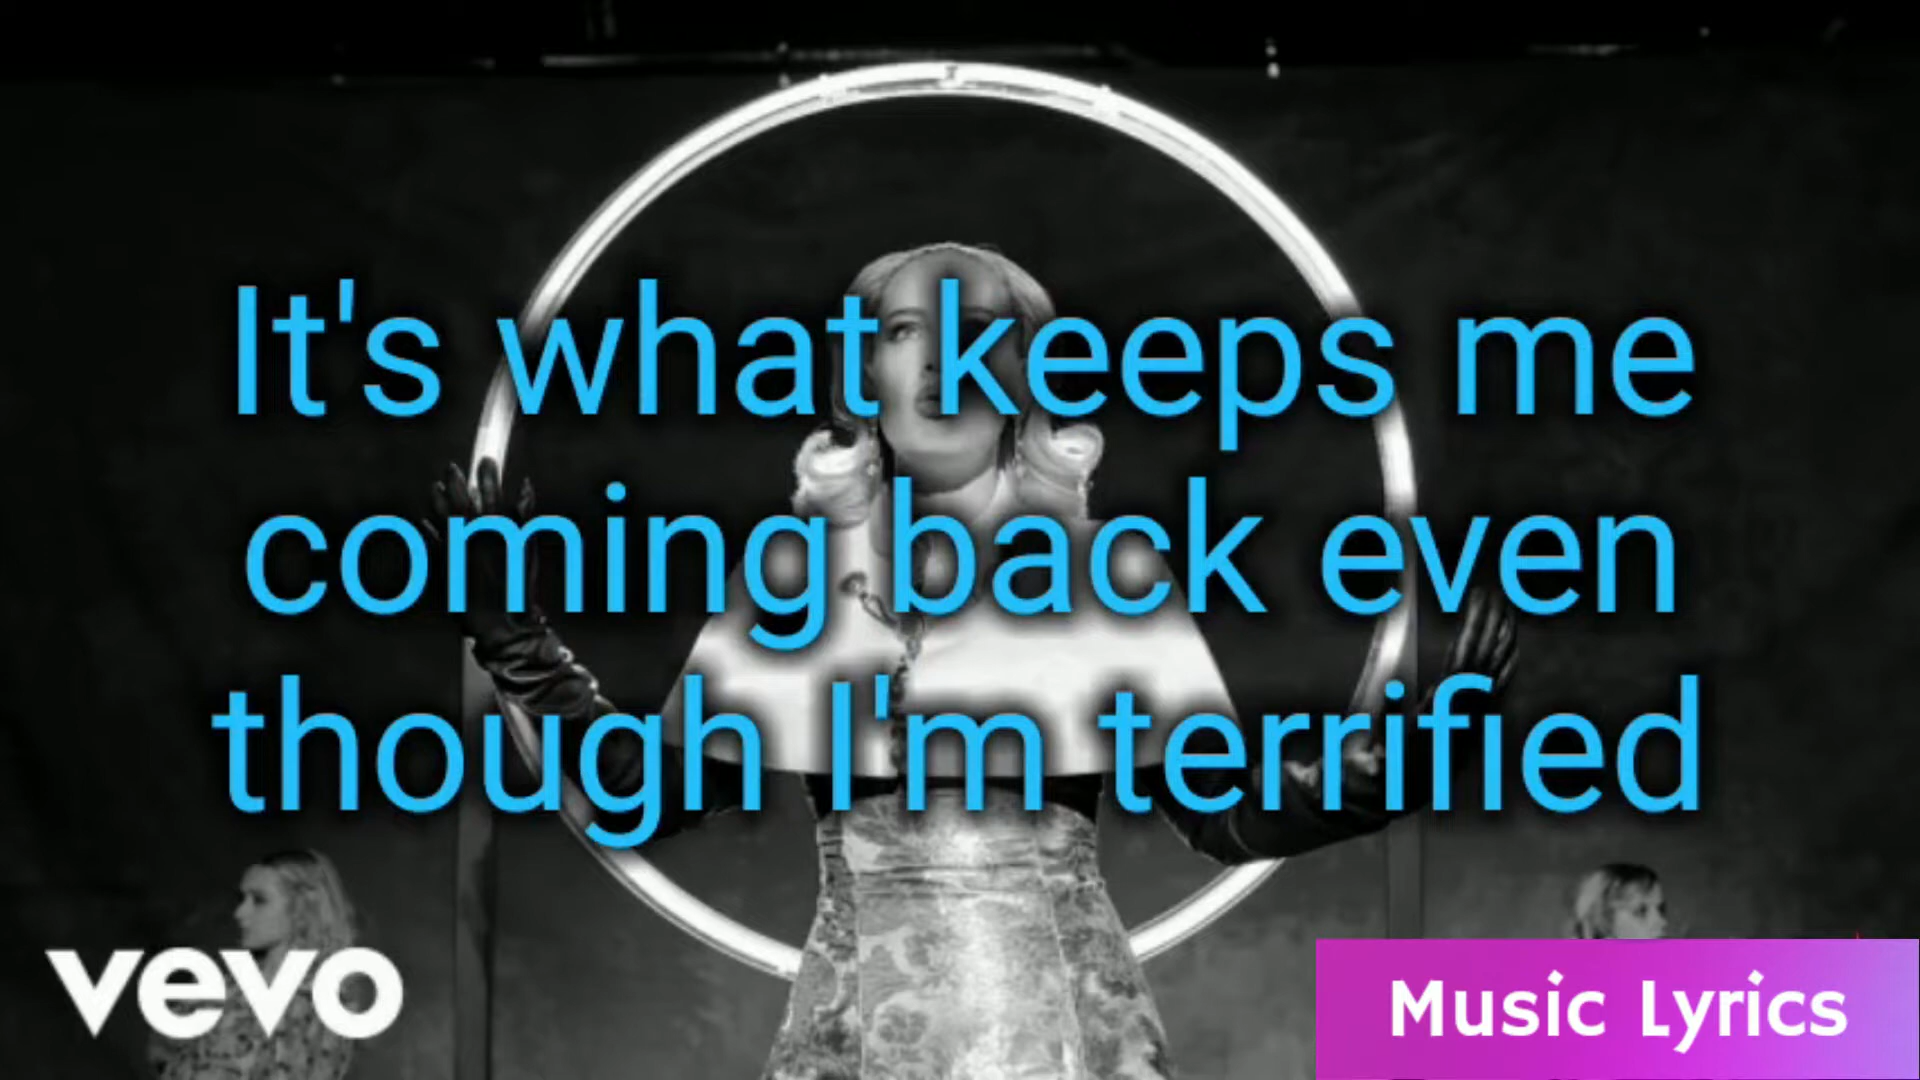 It's what keeps me
coming back even
though I'm terrified
vevo
Music Lyrics